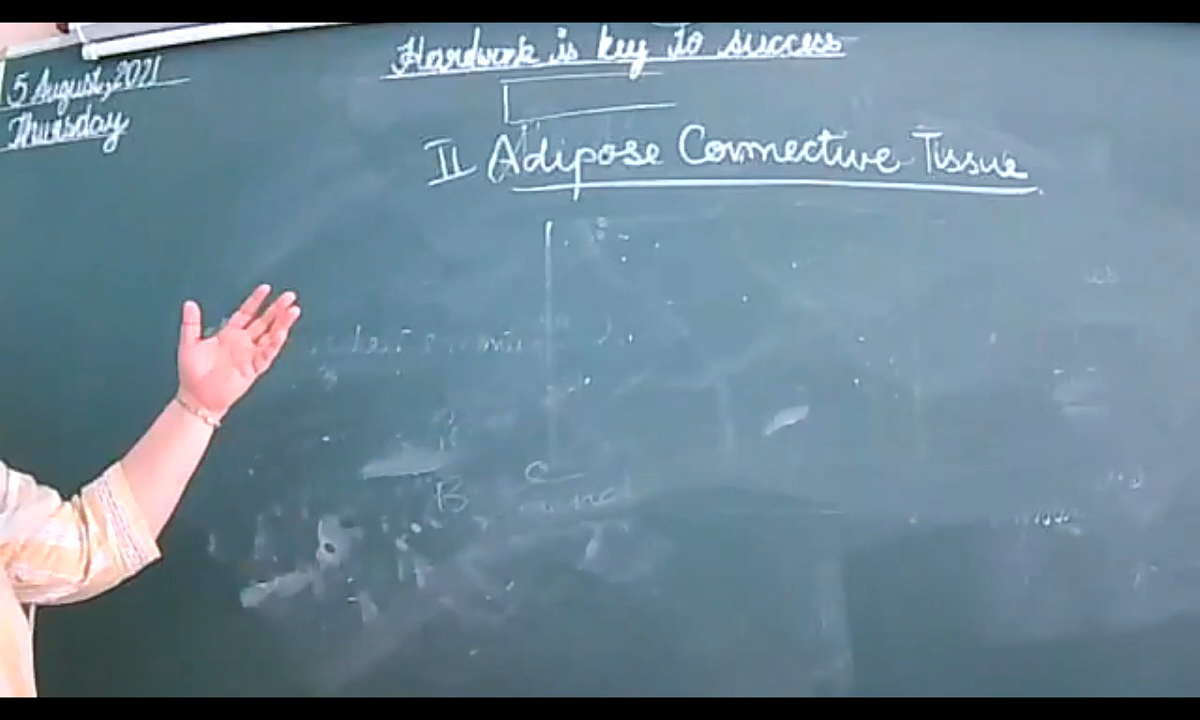 Hardwork is key to success
5 August, 2021
Thursday
II Adipose Connective Tissue
B
C